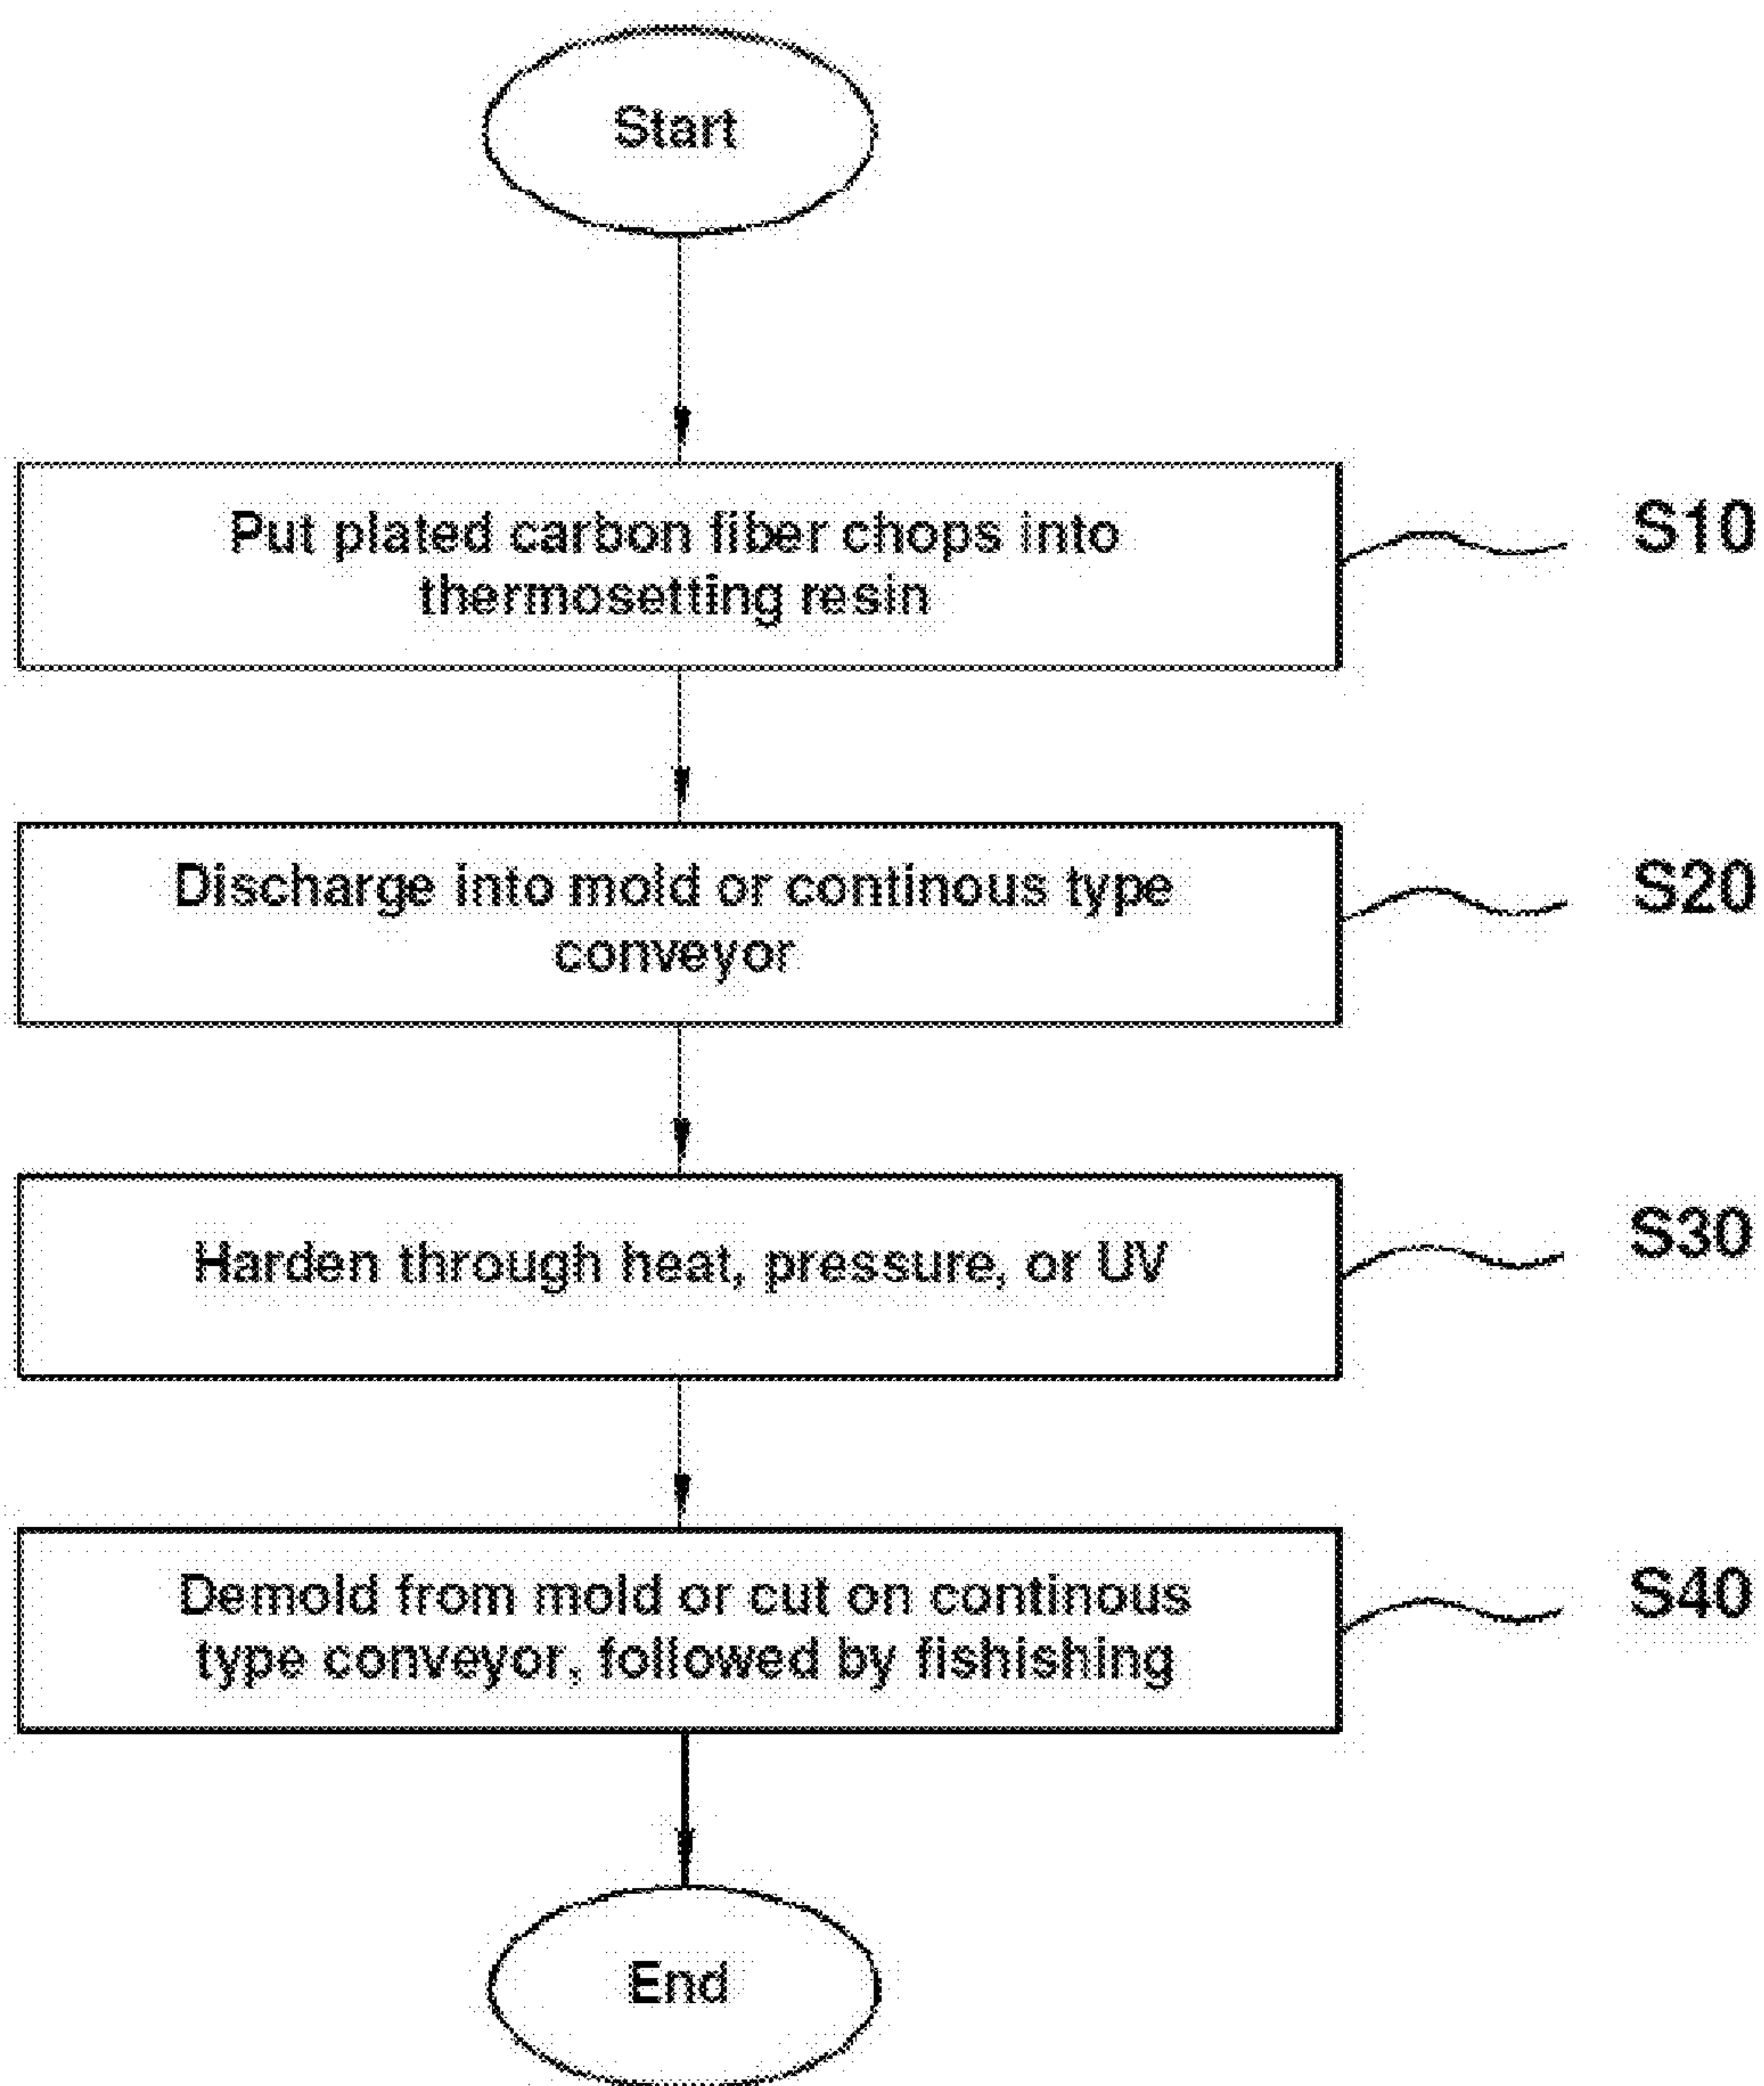 Start
Put plated carbon fiber chops into
thermosetting resin
S10
Discharge into mold or continous type
conveyor
S20
Harden through heat, pressure, or UV
S30
Demold from mold or cut on continous
type conveyor, followed by fishishing
S40
End